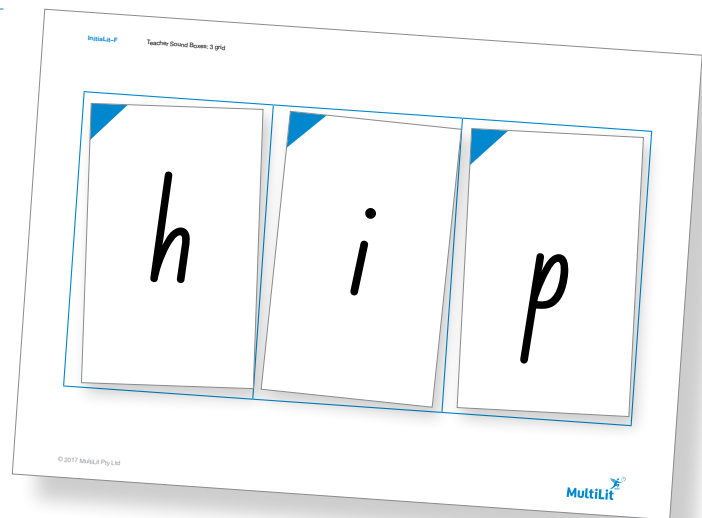 InitiaLit–F
Teacher Sound Boxes: 3 grid
h i p
© 2017 MultiLit Pty Ltd
MultiLit